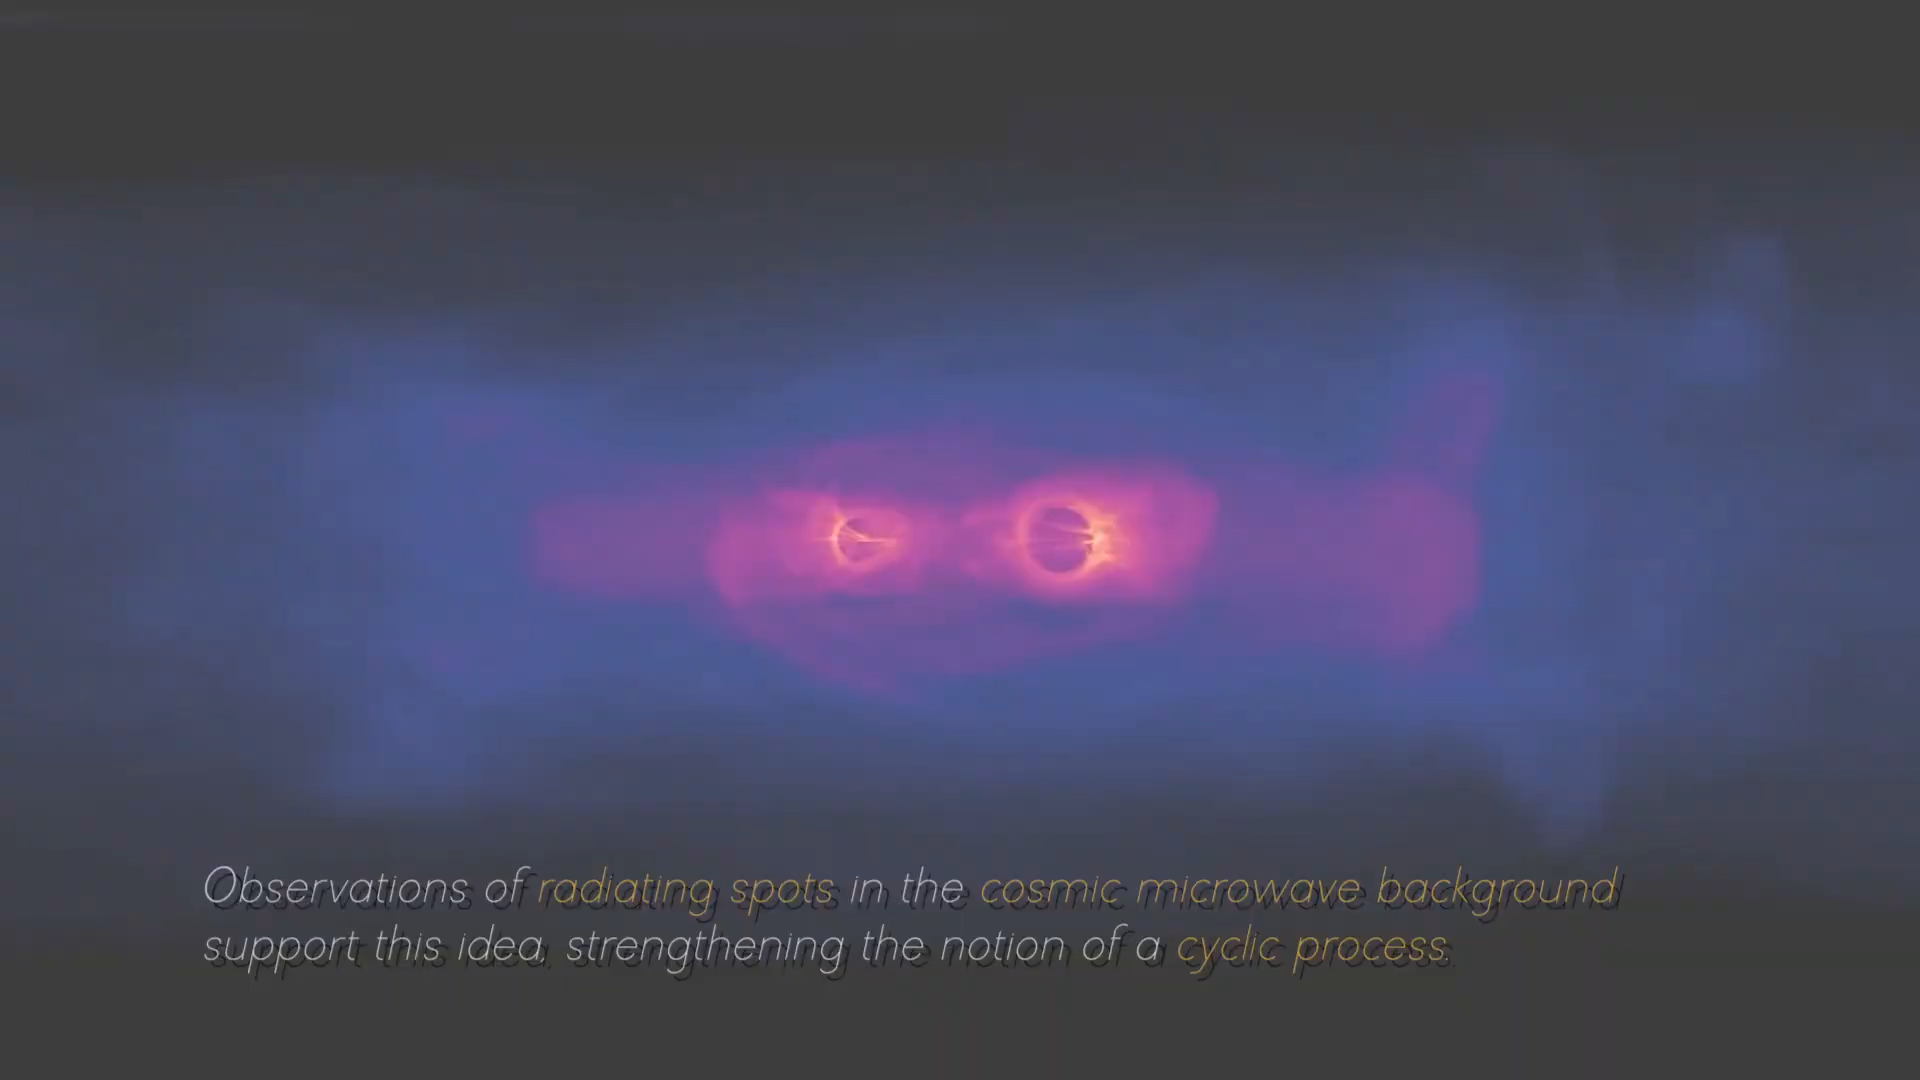 Observations of radiating spots in the cosmic microwave background
support this idea, strengthening the notion of a cyclic process.